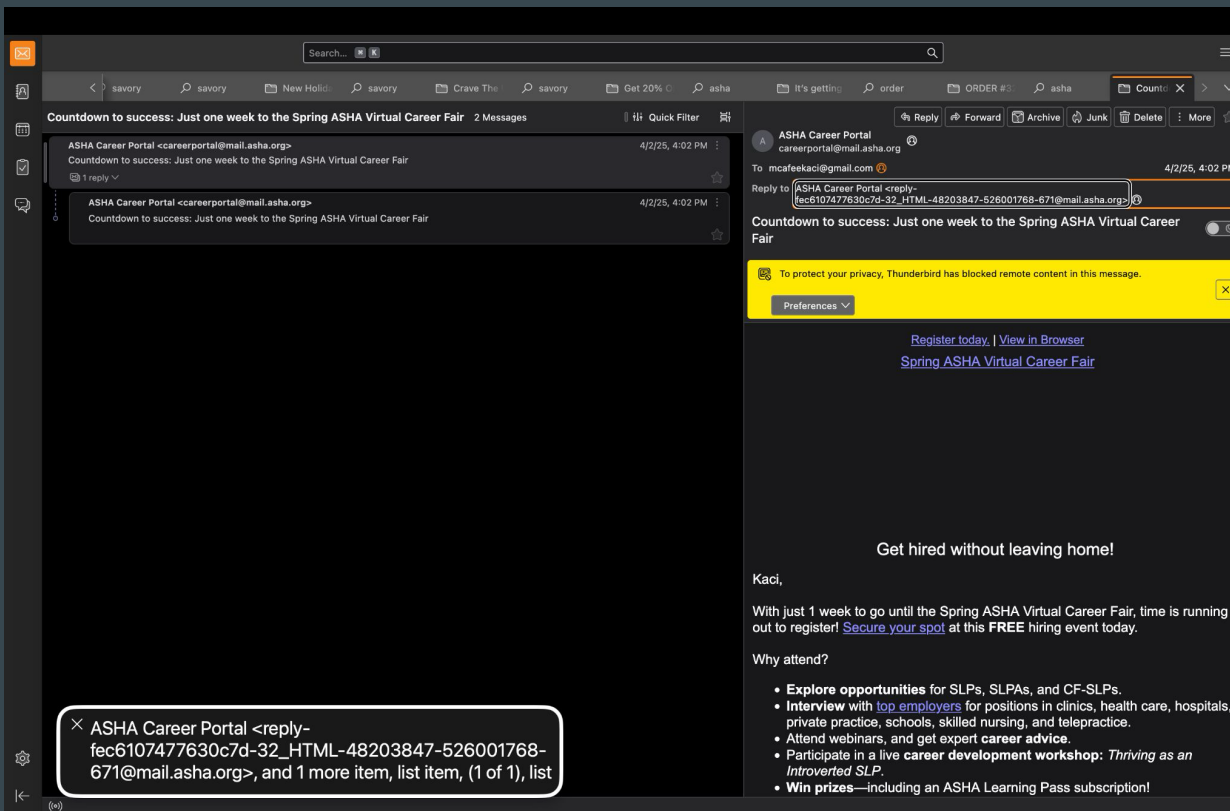 Search... ⌘ K
savory
savory
New Holid
savory
Crave The
savory
Get 20% O
asha
It's getting
order
ORDER #3
asha
Countd
Countdown to success: Just one week to the Spring ASHA Virtual Career Fair 2 Messages
Quick Filter
ASHA Career Portal <careerportal@mail.asha.org> 4/2/25, 4:02 PM
Countdown to success: Just one week to the Spring ASHA Virtual Career Fair
1 reply
ASHA Career Portal <careerportal@mail.asha.org> 4/2/25, 4:02 PM
Countdown to success: Just one week to the Spring ASHA Virtual Career Fair
Reply Forward Archive Junk Delete More
A
ASHA Career Portal
careerportal@mail.asha.org
To mcafeekaci@gmail.com 4/2/25, 4:02 PM
Reply to ASHA Career Portal <reply-
fec6107477630c7d-32_HTML-48203847-526001768-671@mail.asha.org>
Countdown to success: Just one week to the Spring ASHA Virtual Career
Fair
To protect your privacy, Thunderbird has blocked remote content in this message.
Preferences
Register today. | View in Browser
Spring ASHA Virtual Career Fair
Get hired without leaving home!
Kaci,
With just 1 week to go until the Spring ASHA Virtual Career Fair, time is running
out to register! Secure your spot at this FREE hiring event today.
Why attend?
• Explore opportunities for SLPs, SLPAs, and CF-SLPs.
• Interview with top employers for positions in clinics, health care, hospitals,
private practice, schools, skilled nursing, and telepractice.
• Attend webinars, and get expert career advice.
• Participate in a live career development workshop: Thriving as an
Introverted SLP.
• Win prizes—including an ASHA Learning Pass subscription!
ASHA Career Portal <reply-
fec6107477630c7d-32_HTML-48203847-526001768-
671@mail.asha.org>, and 1 more item, list item, (1 of 1), list